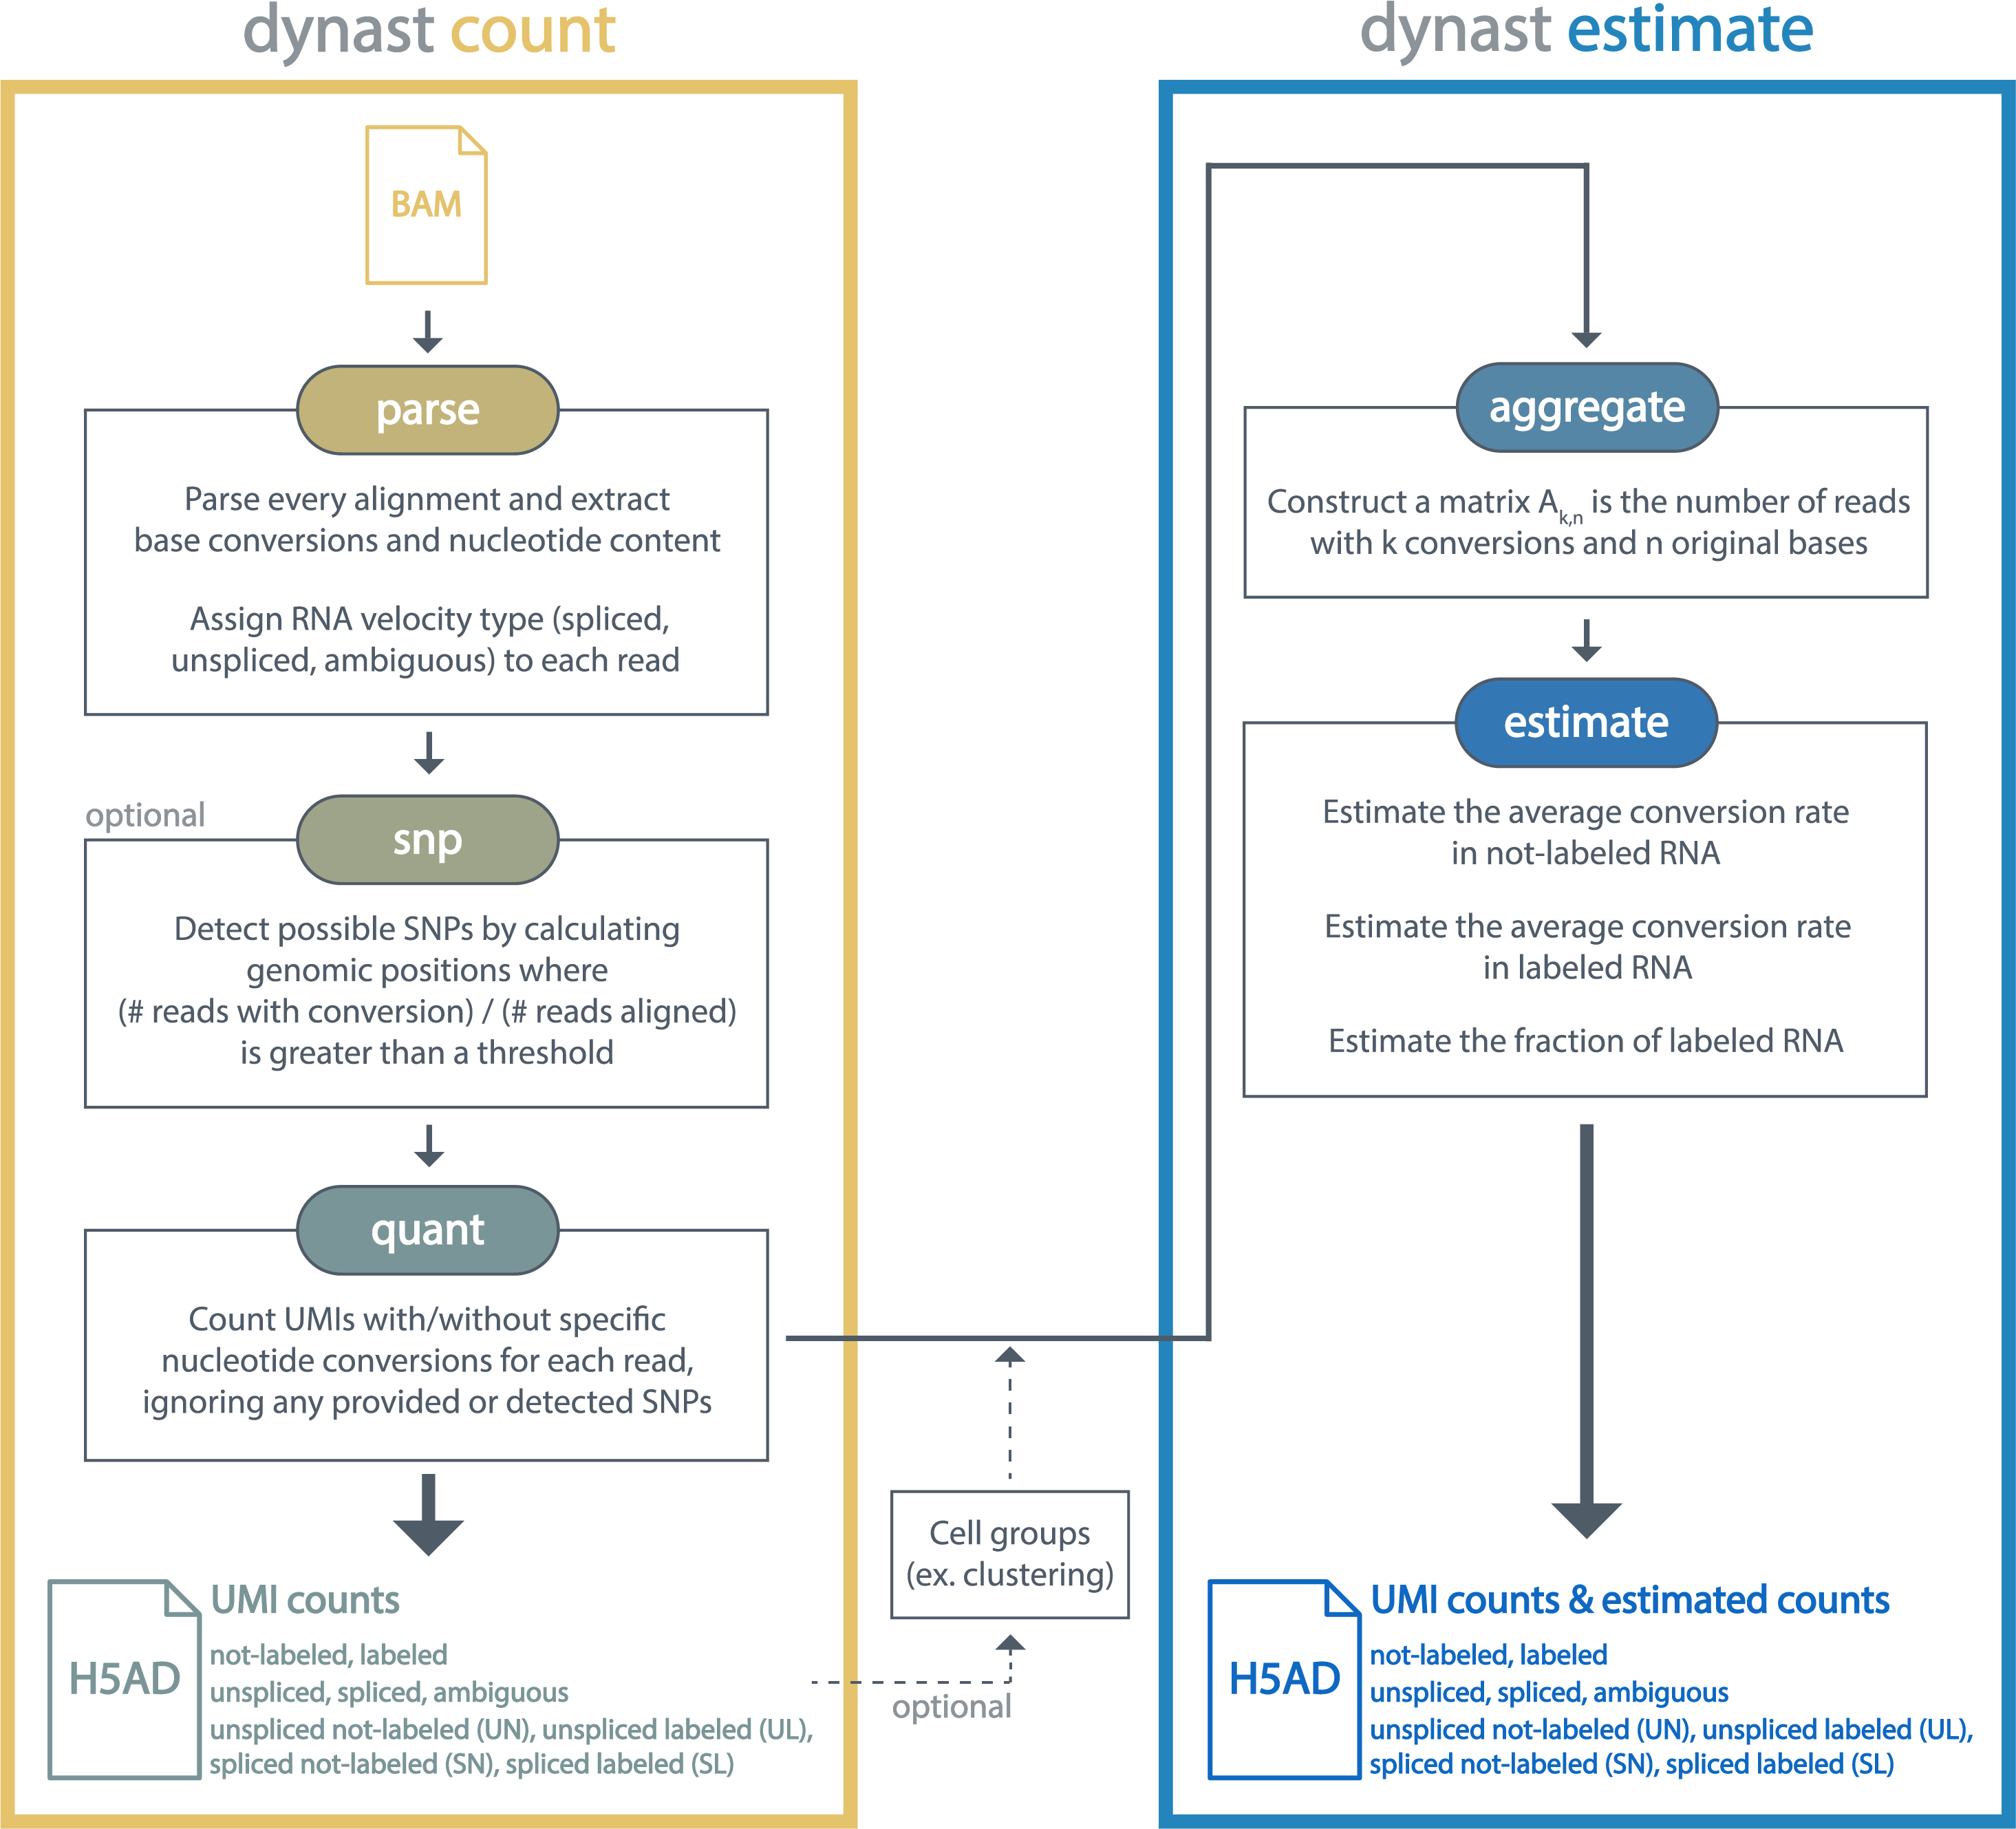 dynast count
BAM
parse
Parse every alignment and extract
base conversions and nucleotide content
Assign RNA velocity type (spliced,
unspliced, ambiguous) to each read
optional
snp
Detect possible SNPs by calculating
genomic positions where
(# reads with conversion) / (# reads aligned)
is greater than a threshold
quant
Count UMIs with/without specific
nucleotide conversions for each read,
ignoring any provided or detected SNPs
H5AD
UMI counts
not-labeled, labeled
unspliced, spliced, ambiguous
unspliced not-labeled (UN), unspliced labeled (UL),
spliced not-labeled (SN), spliced labeled (SL)
Cell groups
(ex. clustering)
optional
dynast estimate
aggregate
Construct a matrix A k,n is the number of reads
with k conversions and n original bases
estimate
Estimate the average conversion rate
in not-labeled RNA
Estimate the average conversion rate
in labeled RNA
Estimate the fraction of labeled RNA
H5AD
UMI counts & estimated counts
not-labeled, labeled
unspliced, spliced, ambiguous
unspliced not-labeled (UN), unspliced labeled (UL),
spliced not-labeled (SN), spliced labeled (SL)